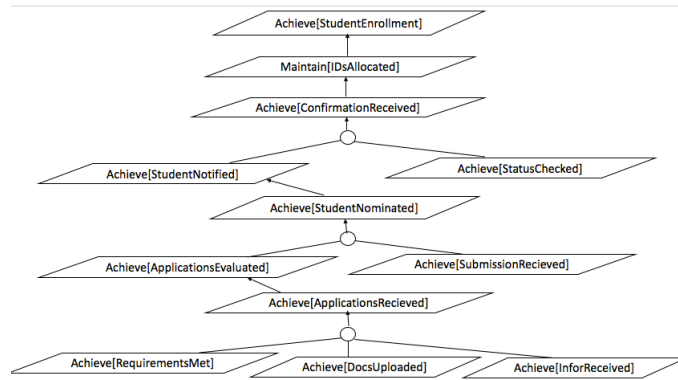 Achieve[StudentEnrollment]
Maintain[IDsAllocated]
Achieve[ConfirmationReceived]
Achieve[StudentNotified]
Achieve[StatusChecked]
Achieve[StudentNominated]
Achieve[ApplicationsEvaluated]
Achieve[SubmissionRecieved]
Achieve[ApplicationsRecieved]
Achieve[RequirementsMet]
Achieve[DocsUploaded]
Achieve[InforReceived]